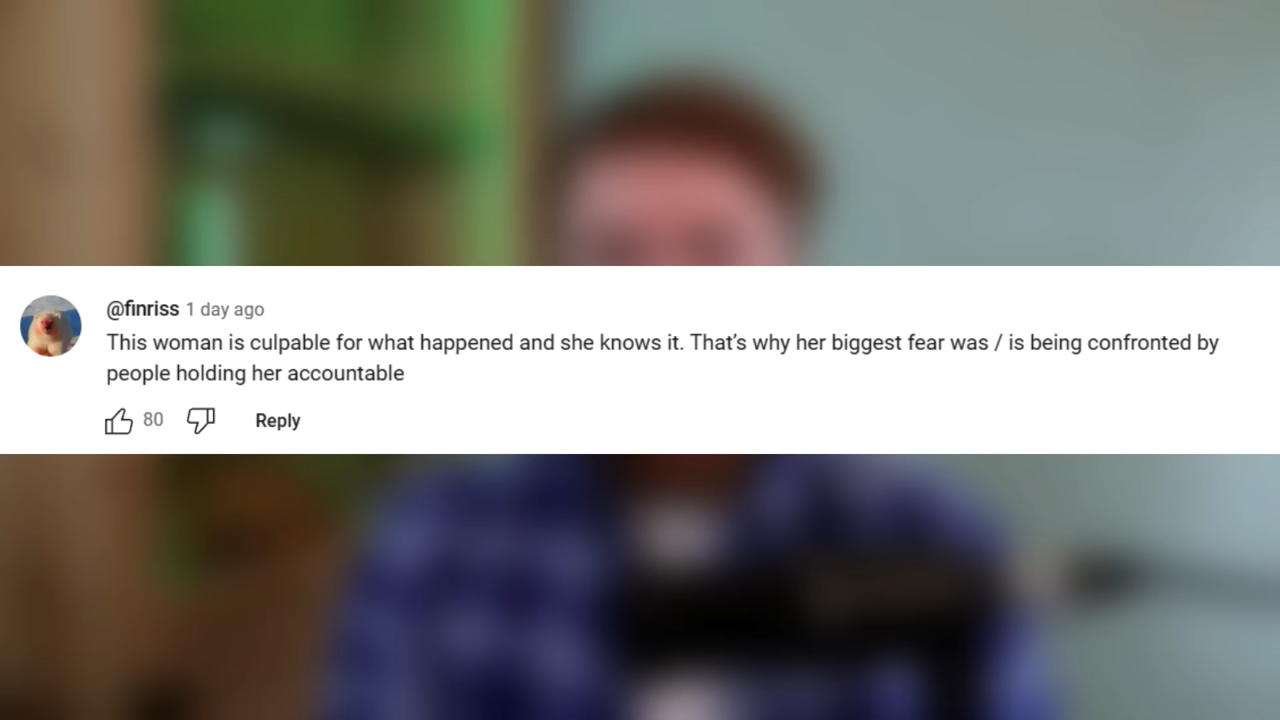 @finriss 1 day ago
This woman is culpable for what happened and she knows it. That’s why her biggest fear was / is being confronted by
people holding her accountable
80 Reply